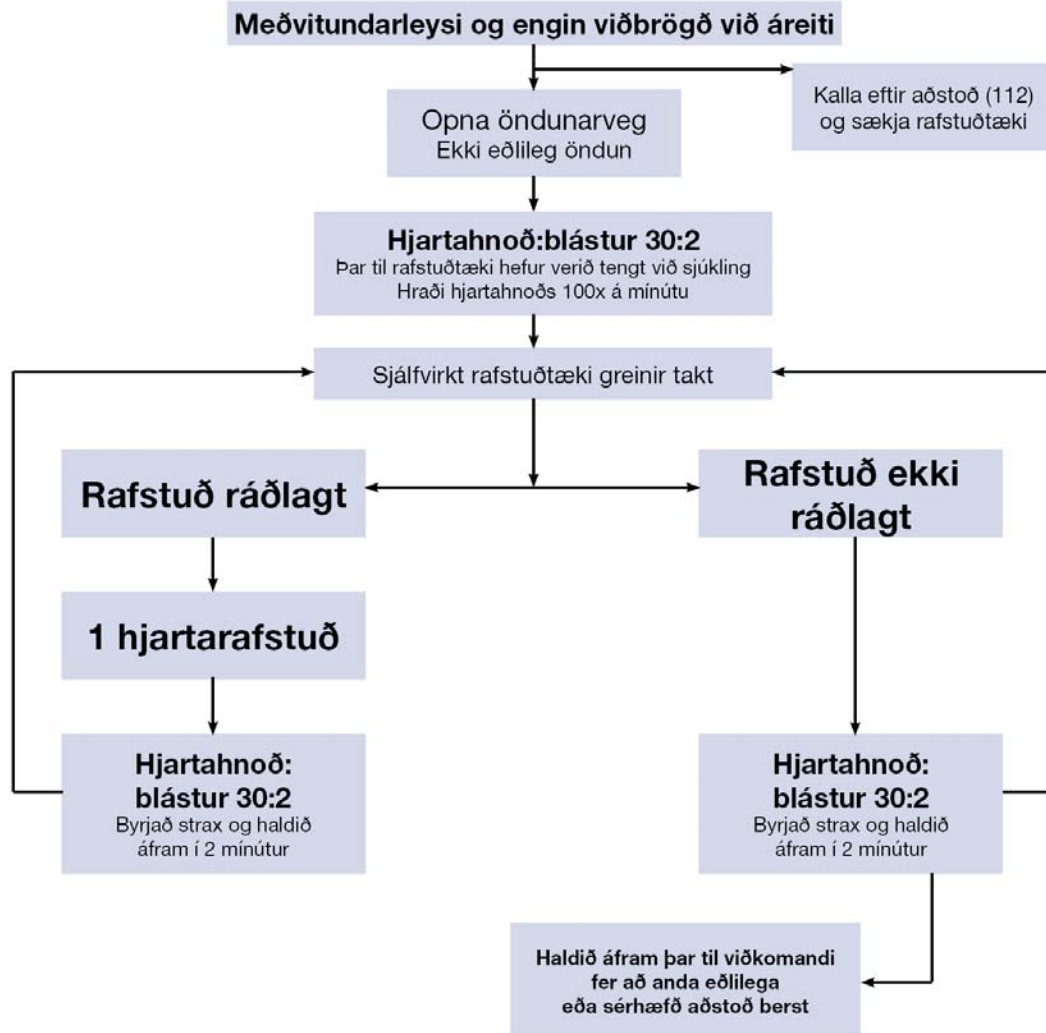 Meðvitundarleysi og engin viðbrögð við áreiti
Kalla eftir aðstoð (112)
og sækja rafstuðtæki
Opna öndunarveg
Ekki eðlileg öndun
Hjartahnoð:blástur 30:2
Þar til rafstuðtæki hefur verið tengt við sjúkling
Hraði hjartahnoðs 100x á mínútu
Sjálfvirkt rafstuðtæki greinir takt
Rafstuð ráðlagt
Rafstuð ekki
ráðlagt
1 hjartarafstuð
Hjartahnoð:
blástur 30:2
Byrjað strax og haldið
áfram í 2 mínútur
Hjartahnoð:
blástur 30:2
Byrjað strax og haldið
áfram í 2 mínútur
Haldið áfram þar til viðkomandi
fer að anda eðlilega
eða sérhæfð aðstoð berst